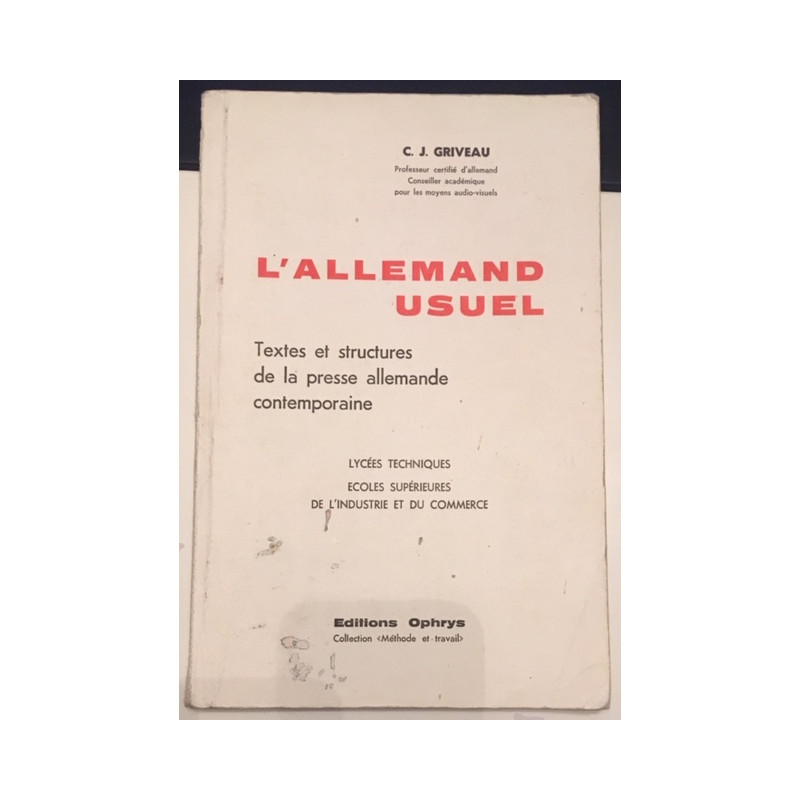 C. J. GRIVEAU
Professeur certifié d'allemand
Conseiller académique
pour les moyens audio-visuels
L'ALLEMAND
USUEL
Textes et structures
de la presse allemande
contemporaine
LYCÉES TECHNIQUES
ECOLES SUPÉRIEURES
DE L'INDUSTRIE ET DU COMMERCE
Editions Ophrys
Collection <Méthode et travail>